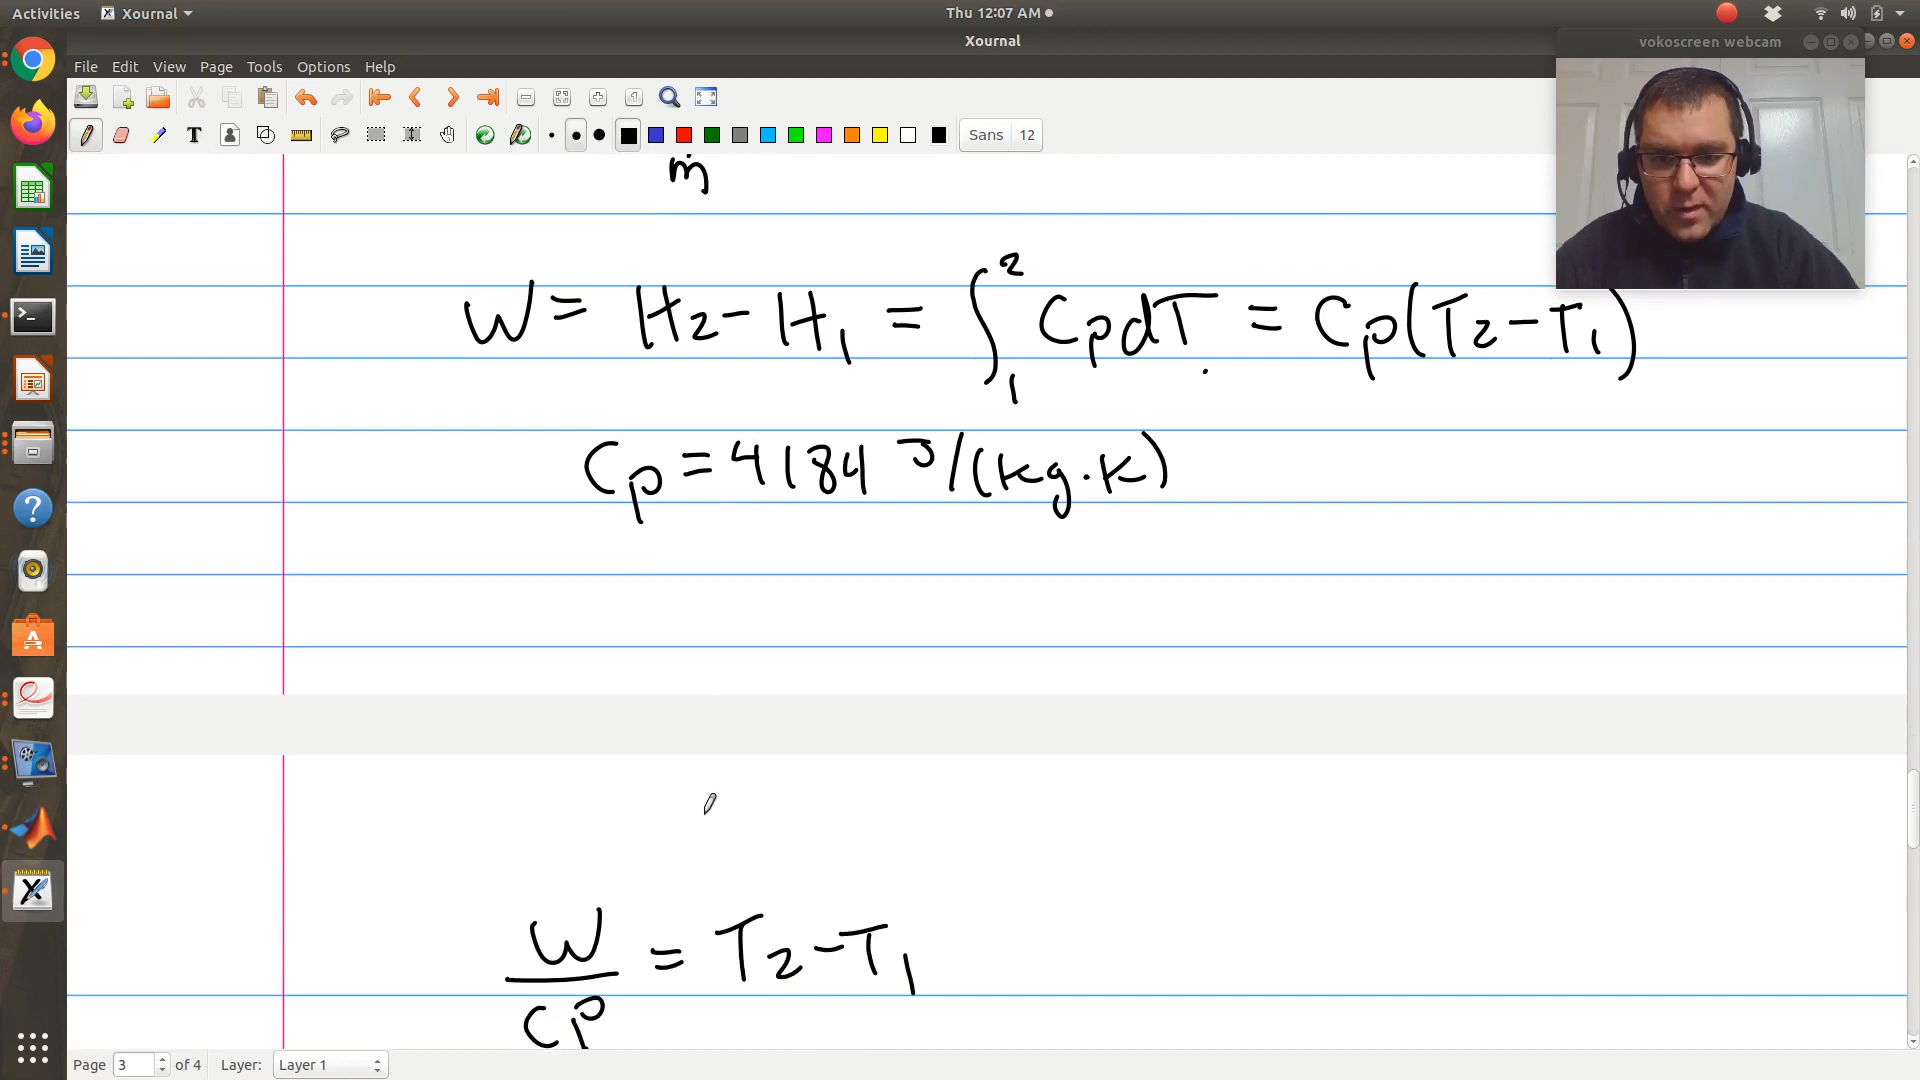 Activities Xournal Thu 12:07 AM
Xournal
vokoscreen webcam
File Edit View Page Tools Options Help
T Sans 12
ṁ
W = H₂ - H₁ = ∫₁² CpdT = Cp(T₂ - T₁)
Cp = 4184 J/(kg.K)
W/Cp = T₂ - T₁
Page 3 of 4 Layer: Layer 1